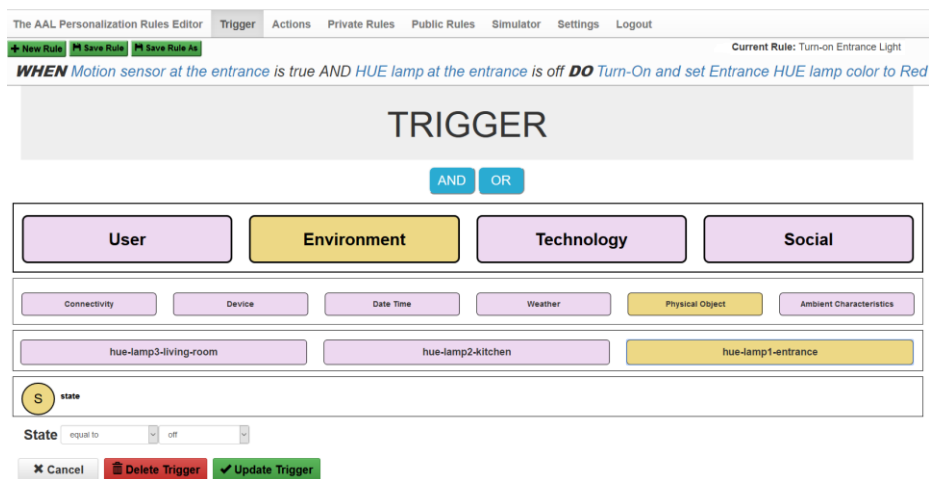 The AAL Personalization Rules Editor Trigger Actions Private Rules Public Rules Simulator Settings Logout
New Rule Save Rule Save Rule As Current Rule: Turn-on Entrance Light
WHEN Motion sensor at the entrance is true AND HUE lamp at the entrance is off DO Turn-On and set Entrance HUE lamp color to Red
TRIGGER
AND OR
User Environment Technology Social
Connectivity Device Date Time Weather Physical Object Ambient Characteristics
hue-lamp3-living-room hue-lamp2-kitchen hue-lamp1-entrance
S state
State equal to off
Cancel Delete Trigger Update Trigger